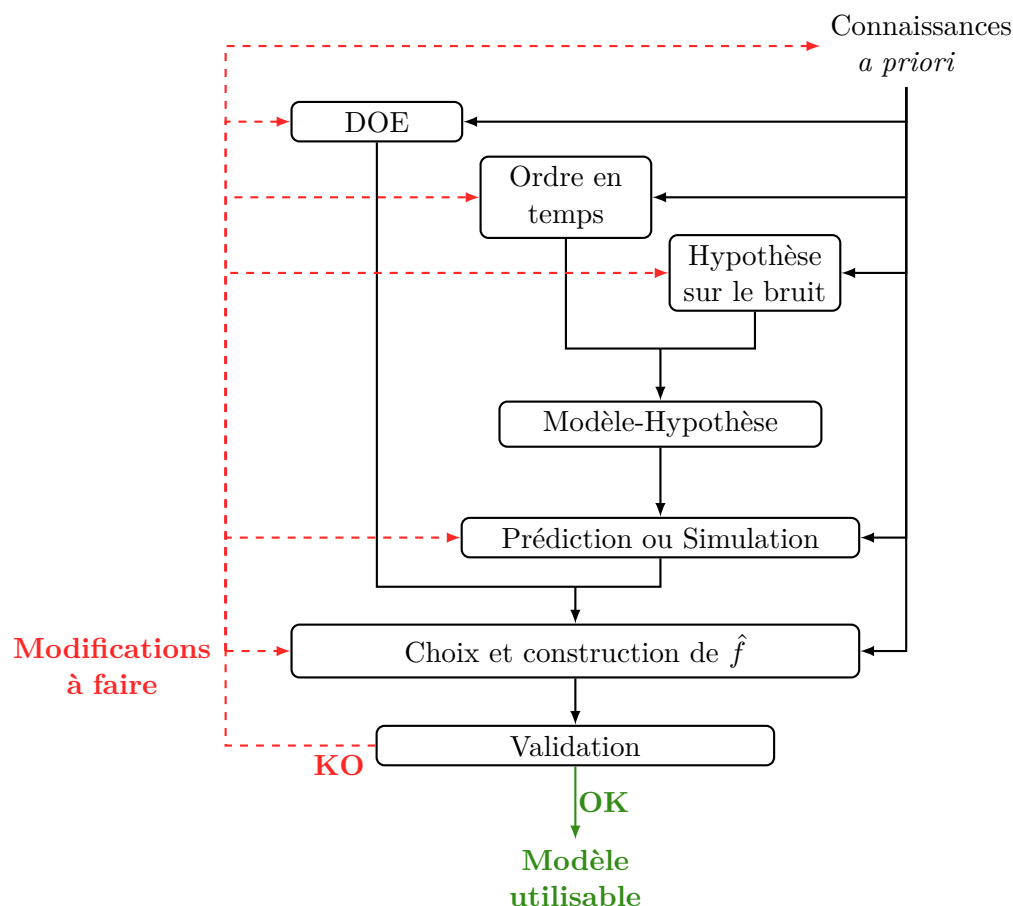 Connaissances
a priori
DOE
Ordre en
temps
Hypothèse
sur le bruit
Modèle-Hypothèse
Prédiction ou Simulation
Modifications
à faire
Choix et construction de f̂
Validation
KO
OK
Modèle
utilisable